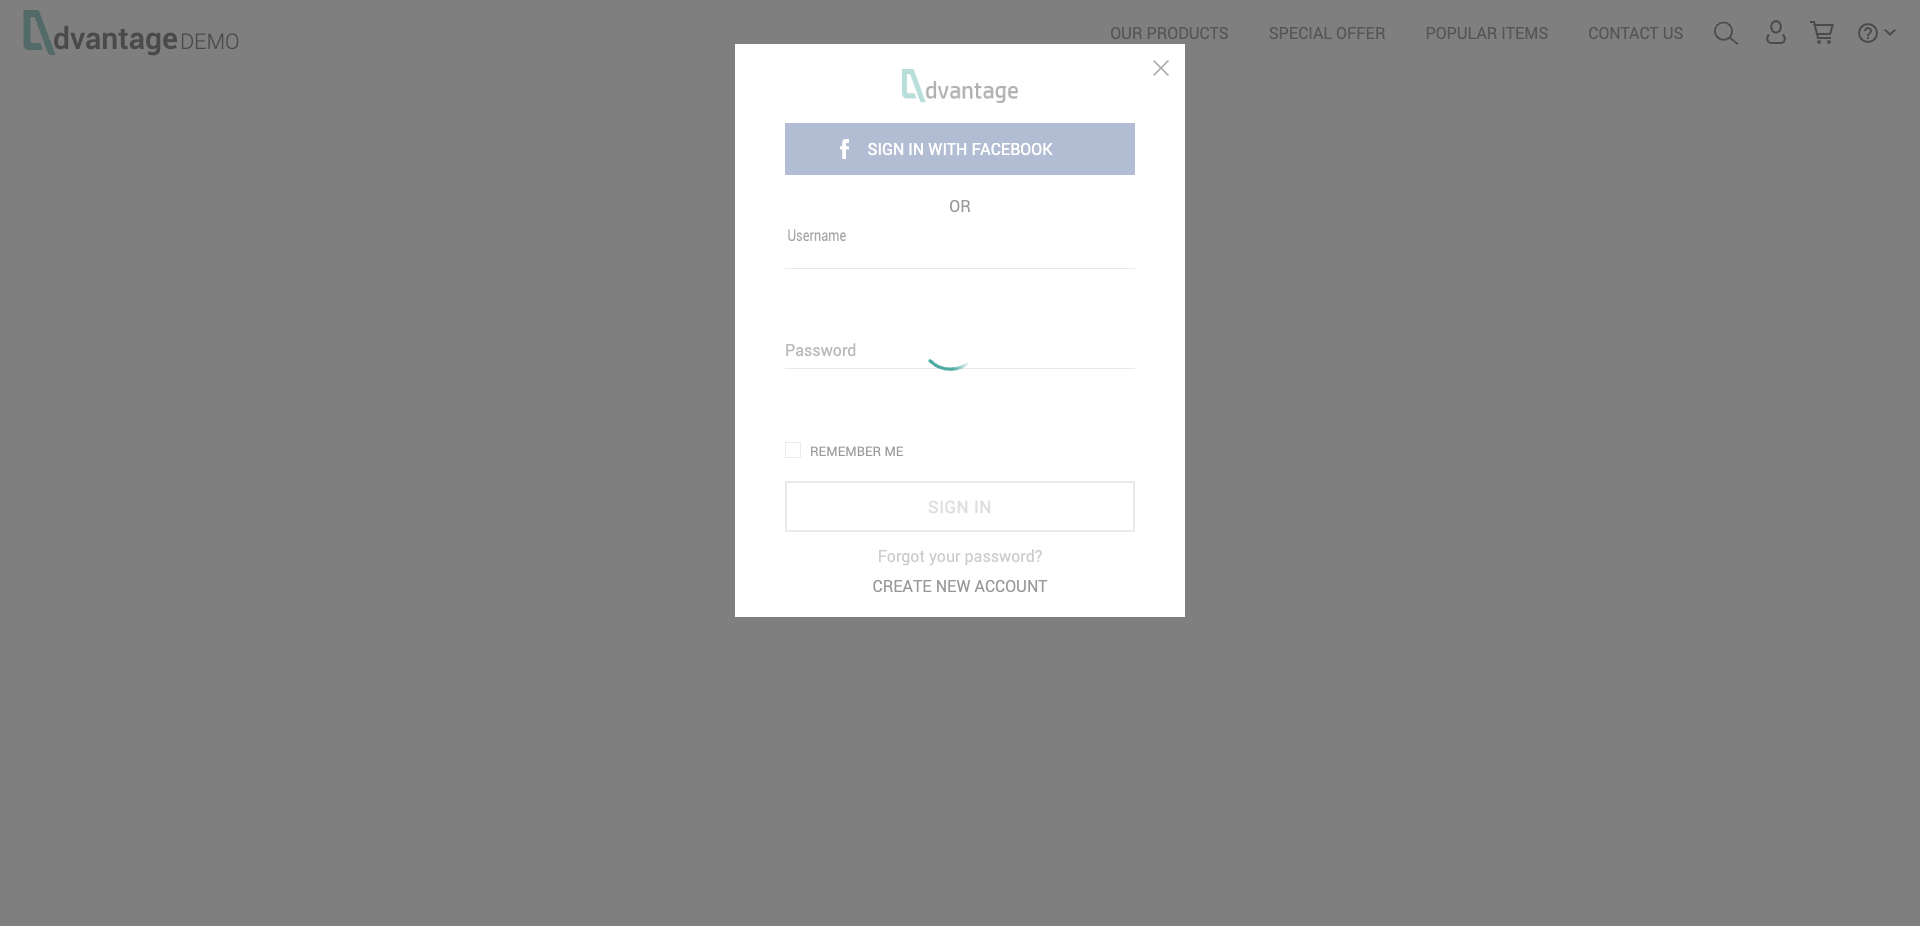 dvantage DEMO
OUR PRODUCTS
SPECIAL OFFER
POPULAR ITEMS
CONTACT US
dvantage
SIGN IN WITH FACEBOOK
OR
Username
Password
REMEMBER ME
SIGN IN
Forgot your password?
CREATE NEW ACCOUNT